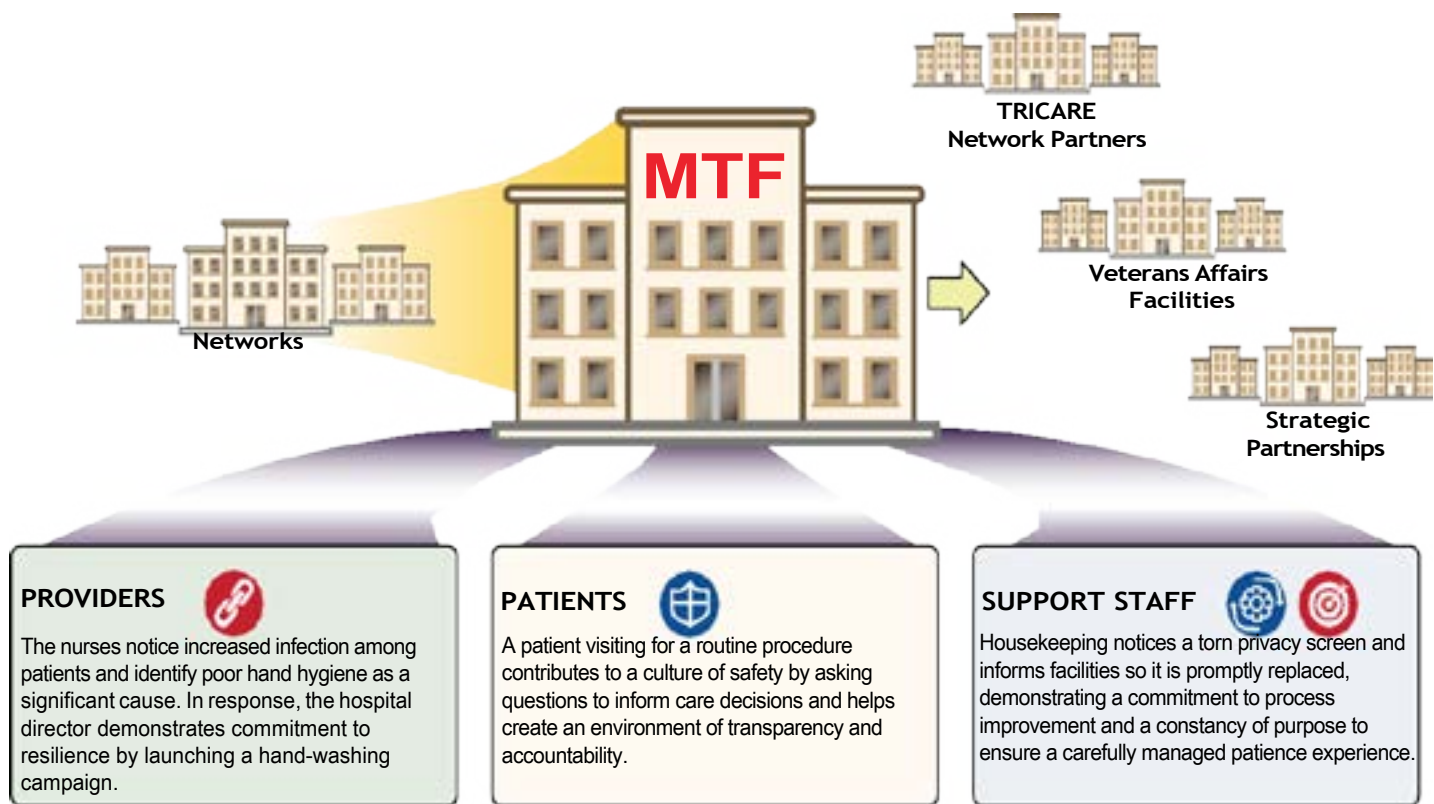 TRICARE
Network Partners
MTF
Veterans Affairs
Facilities
Networks
Strategic
Partnerships
PROVIDERS
The nurses notice increased infection among
patients and identify poor hand hygiene as a
significant cause. In response, the hospital
director demonstrates commitment to
resilience by launching a hand-washing
campaign.
PATIENTS
A patient visiting for a routine procedure
contributes to a culture of safety by asking
questions to inform care decisions and helps
create an environment of transparency and
accountability.
SUPPORT STAFF
Housekeeping notices a torn privacy screen and
informs facilities so it is promptly replaced,
demonstrating a commitment to process
improvement and a constancy of purpose to
ensure a carefully managed patience experience.